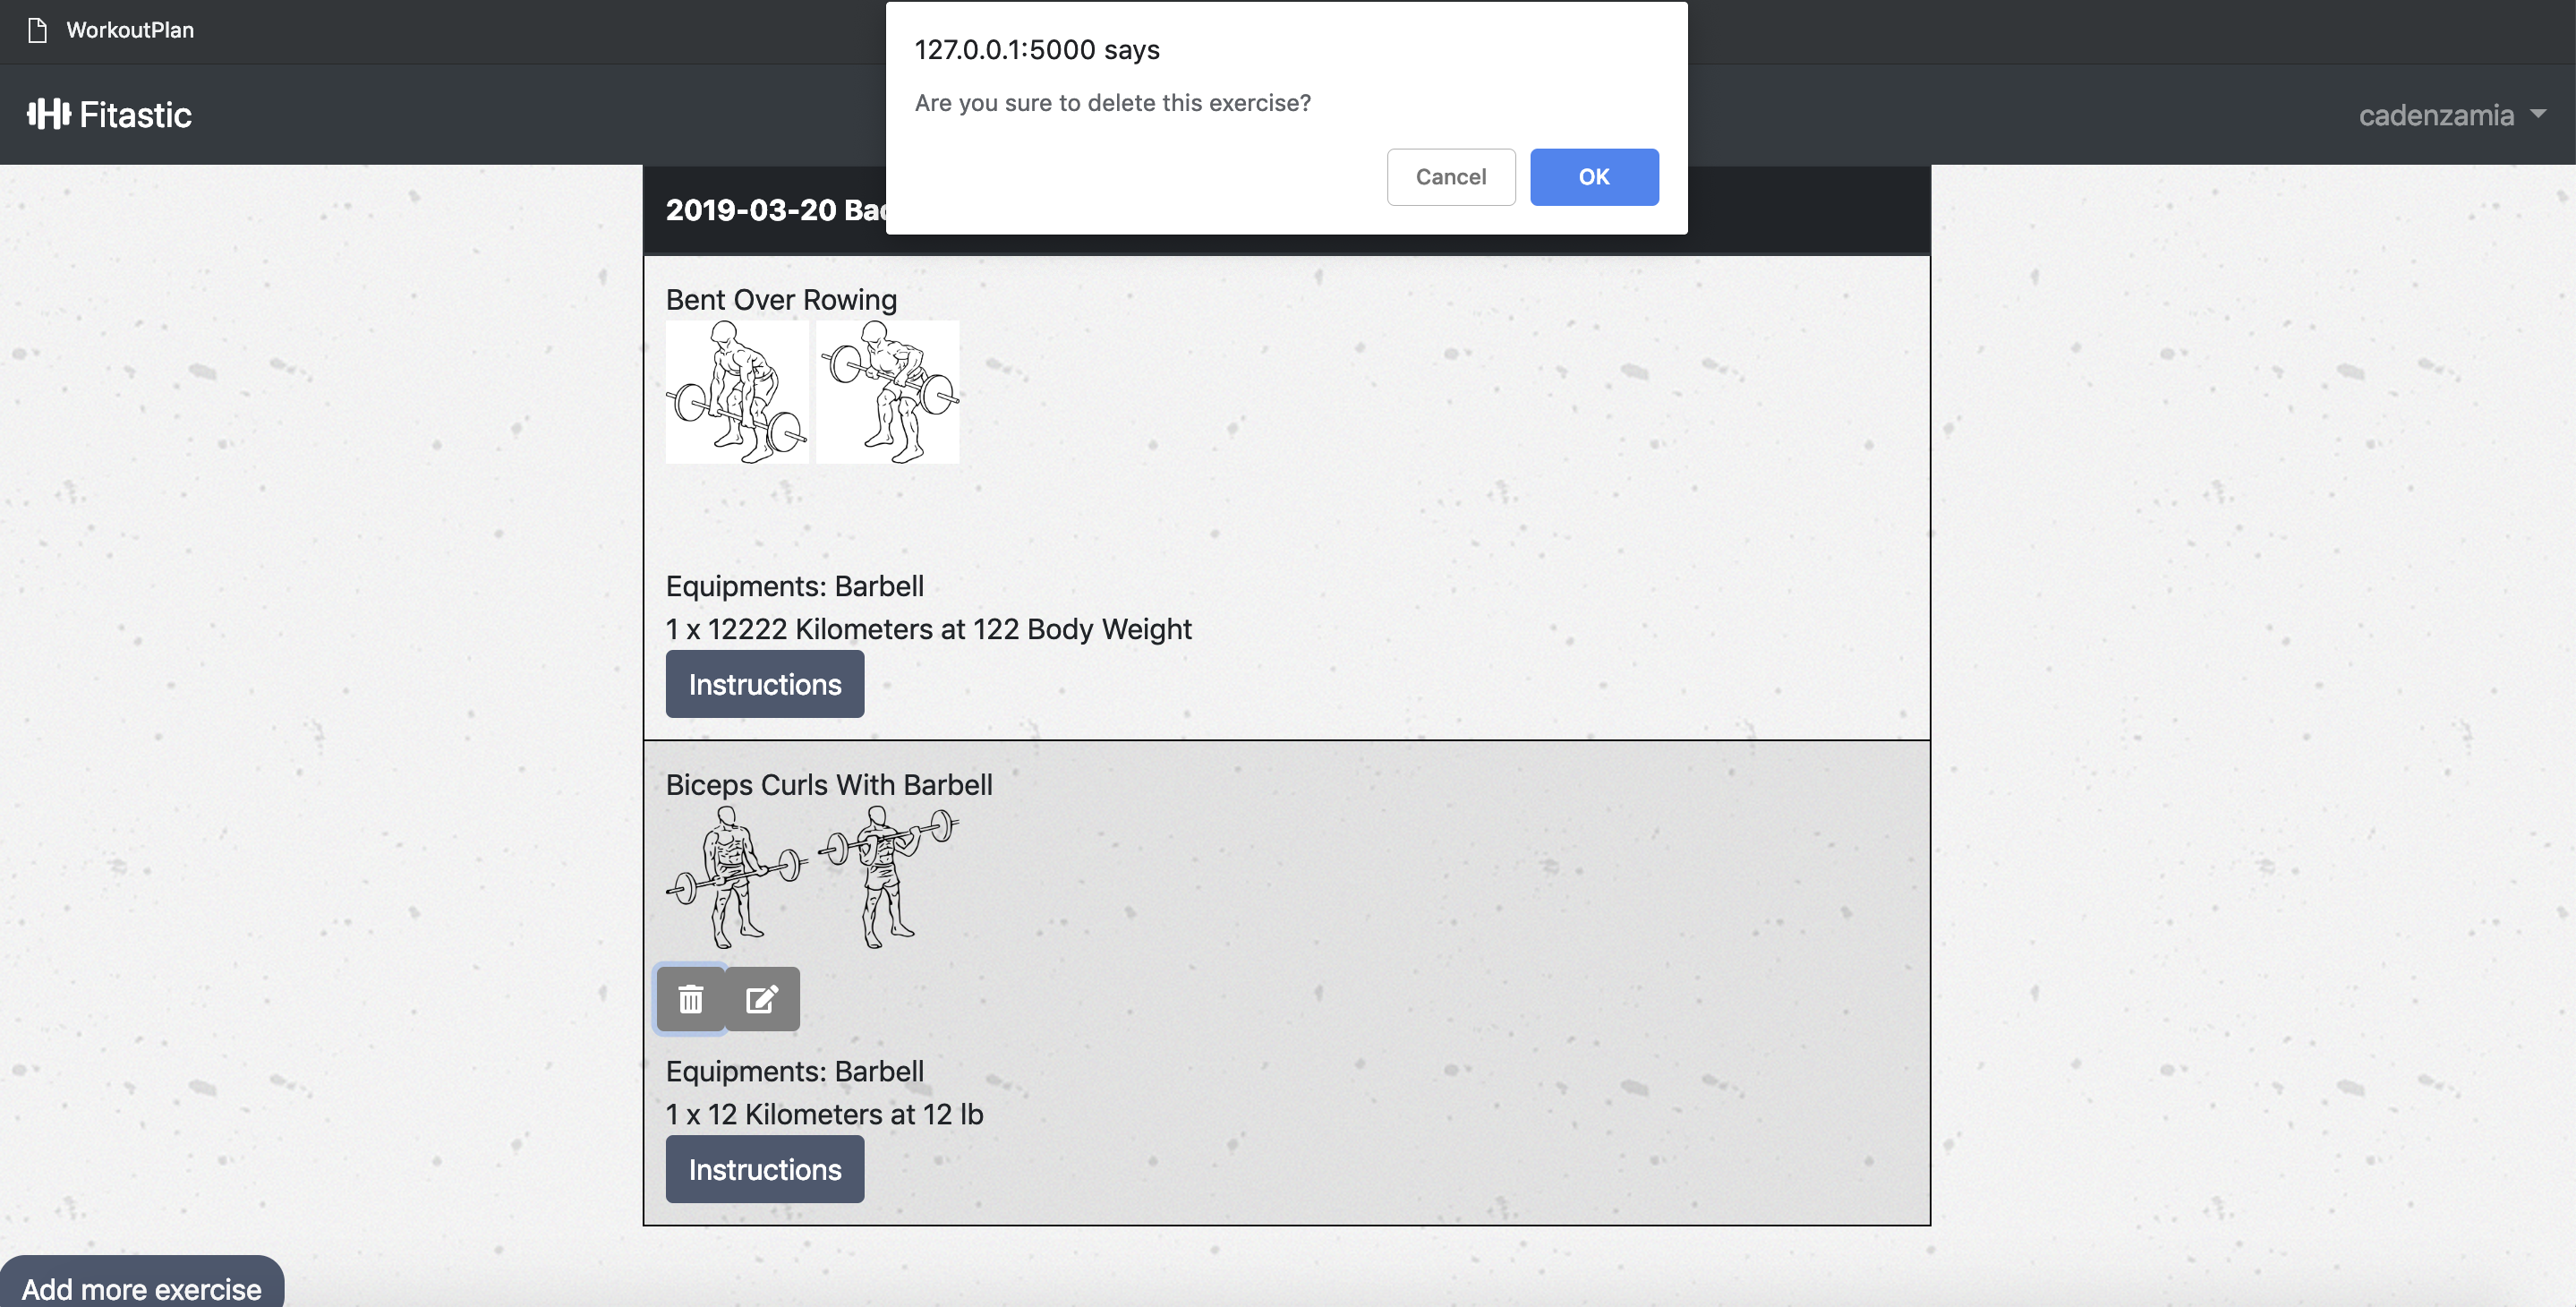 WorkoutPlan
127.0.0.1:5000 says
Are you sure to delete this exercise?
Cancel
OK
Fitastic
cadenzamia
2019-03-20
Bent Over Rowing
Equipments: Barbell
1 x 12222 Kilometers at 122 Body Weight
Instructions
Biceps Curls With Barbell
Equipments: Barbell
1 x 12 Kilometers at 12 lb
Instructions
Add more exercise